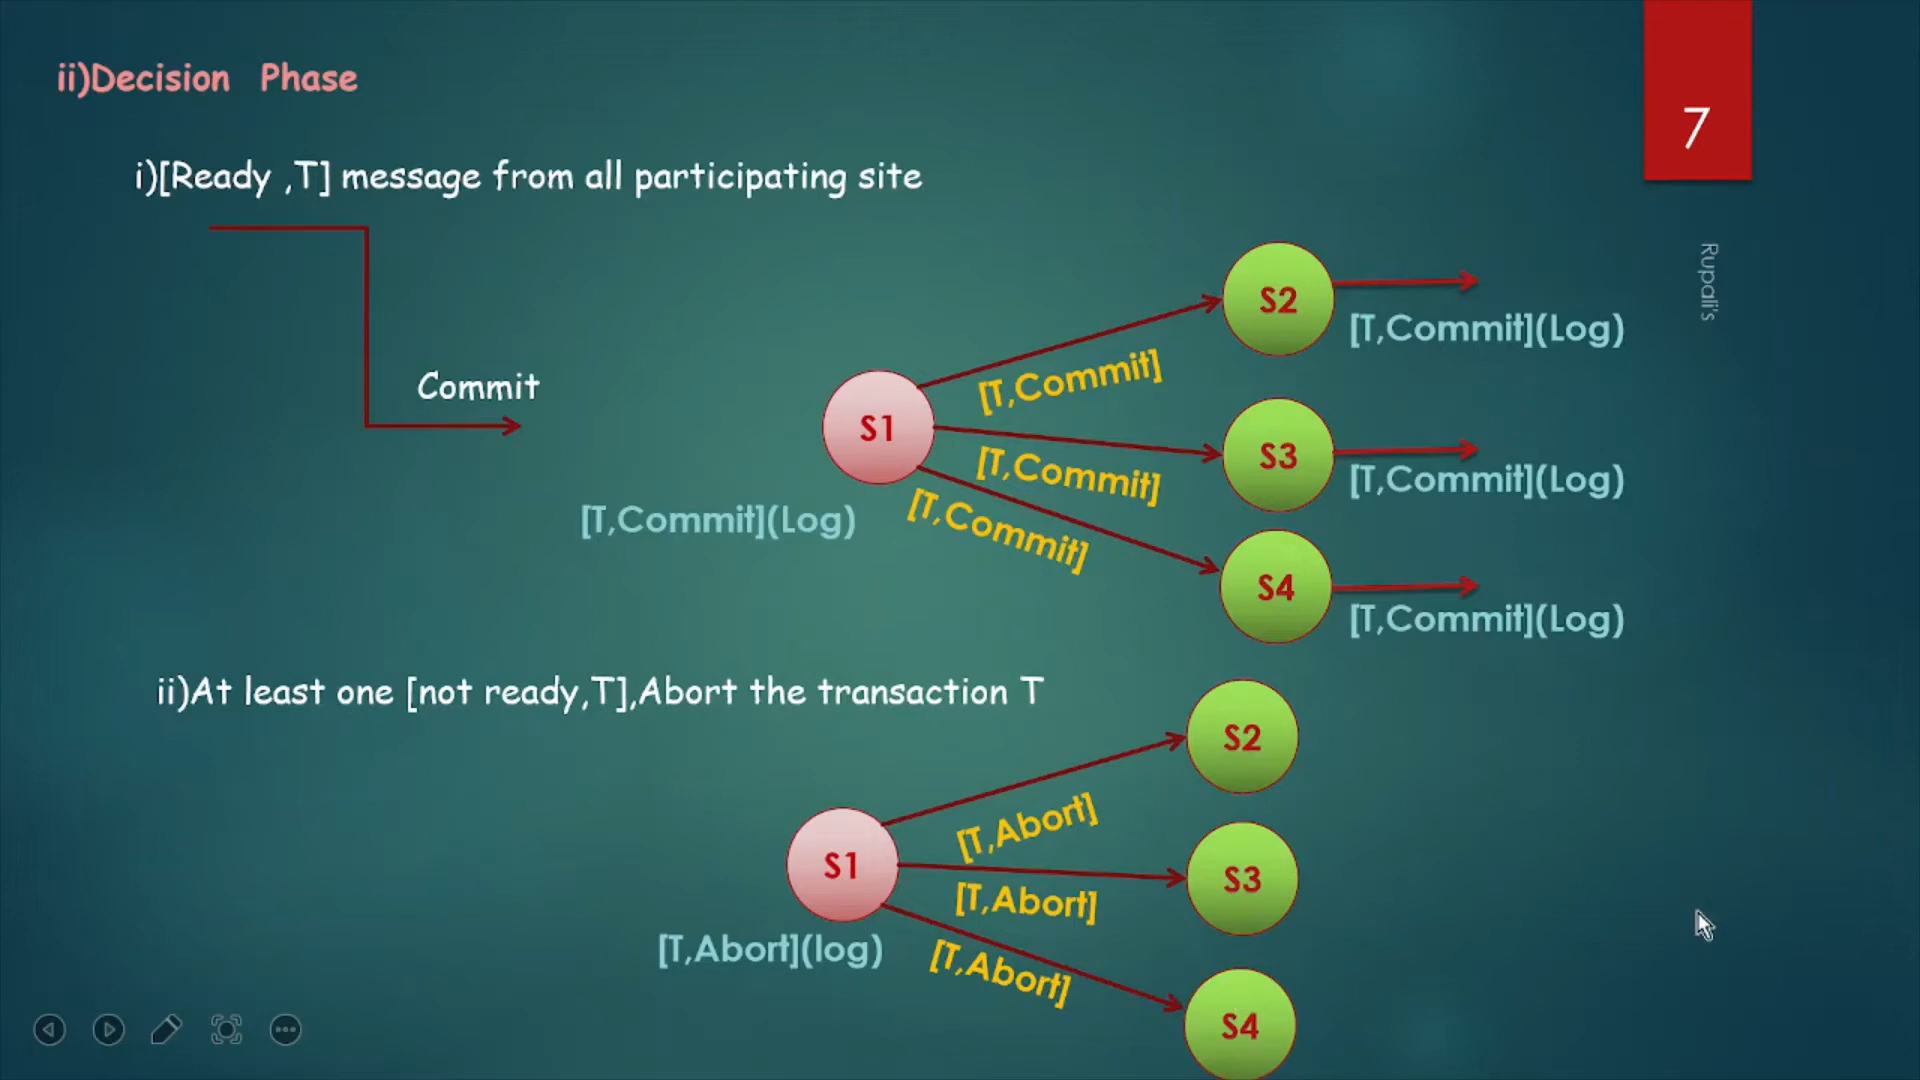 ii)Decision Phase
7
i)[Ready ,T] message from all participating site
Rupali's
Commit
S1
S2
S3
S4
[T,Commit]
[T,Commit]
[T,Commit]
[T,Commit](Log)
[T,Commit](Log)
[T,Commit](Log)
[T,Commit](Log)
ii)At least one [not ready,T],Abort the transaction T
S1
S2
S3
S4
[T,Abort]
[T,Abort]
[T,Abort]
[T,Abort](log)